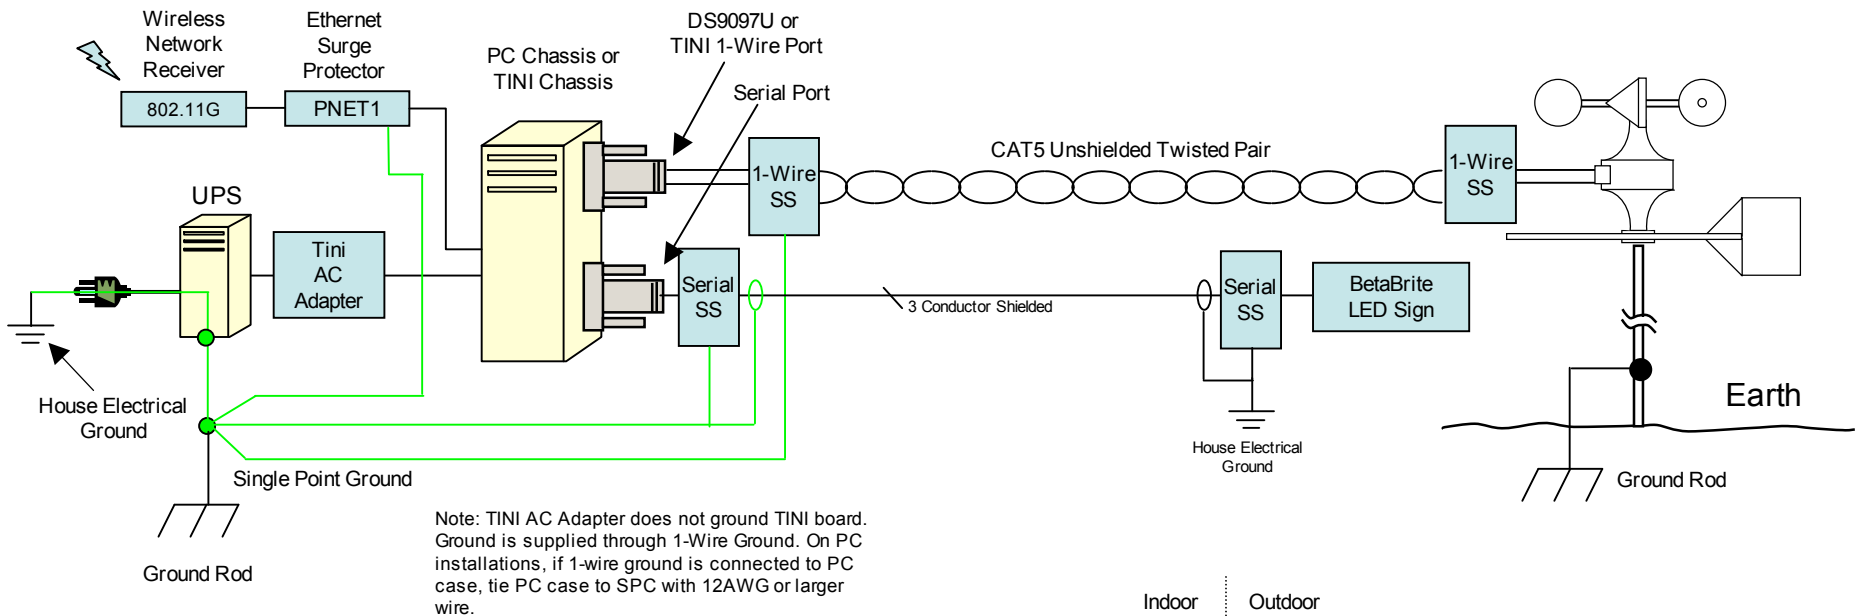 Wireless
Network
Receiver
Ethernet
Surge
Protector
DS9097U or
TINI 1-Wire Port
PC Chassis or
TINI Chassis
Serial Port
802.11G
PNET1
CAT5 Unshielded Twisted Pair
1-Wire
SS
1-Wire
SS
UPS
Tini
AC
Adapter
Serial
SS
3 Conductor Shielded
Serial
SS
BetaBrite
LED Sign
House Electrical
Ground
Earth
House Electrical
Ground
Single Point Ground
Ground Rod
Ground Rod
Note: TINI AC Adapter does not ground TINI board.
Ground is supplied through 1-Wire Ground. On PC
installations, if 1-wire ground is connected to PC
case, tie PC case to SPC with 12AWG or larger
wire.
Indoor
Outdoor